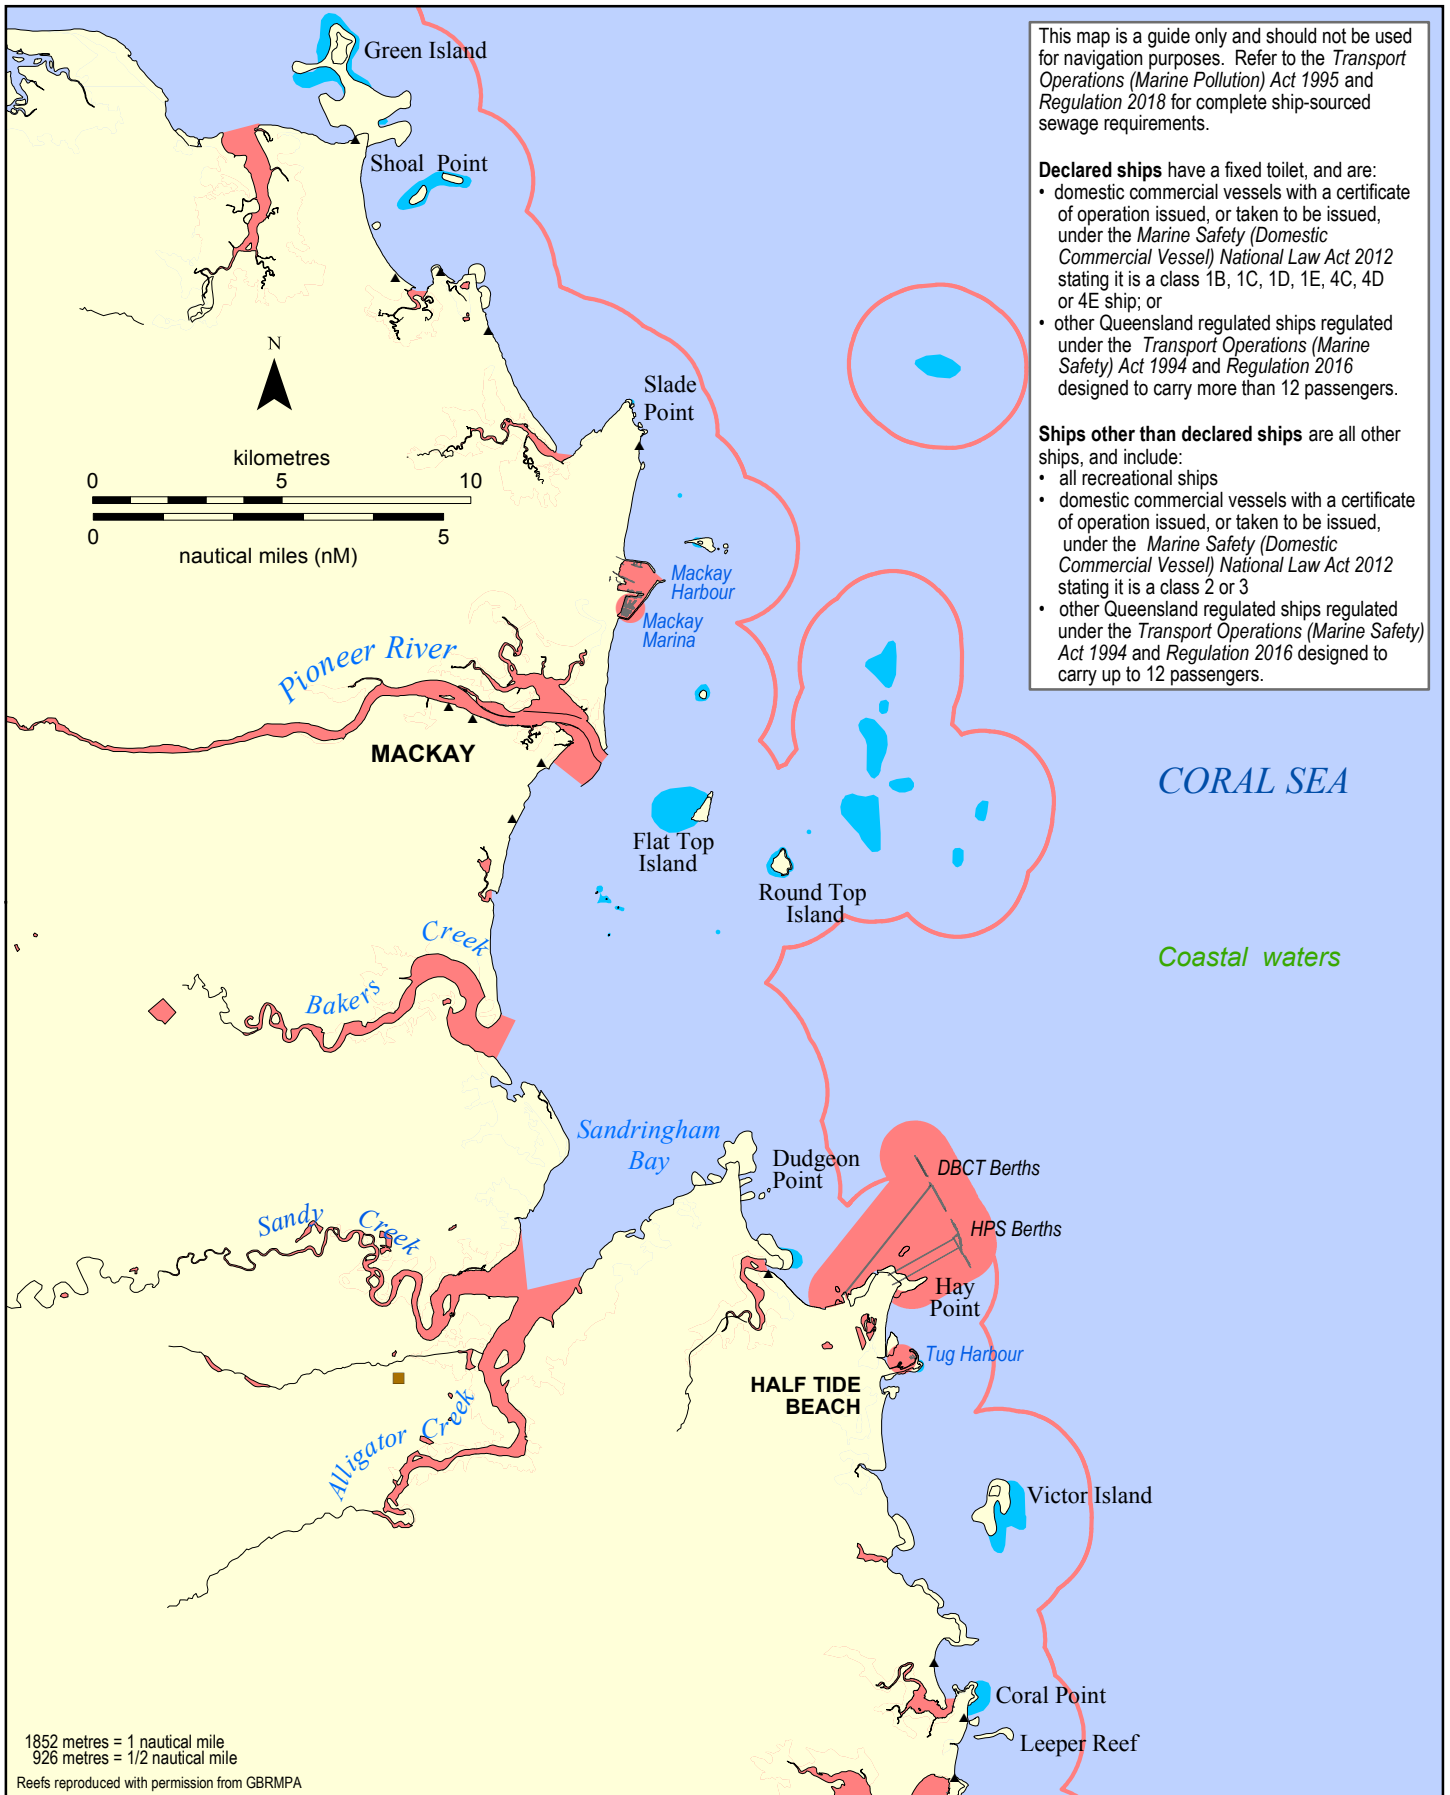 Green Island
Shoal Point
This map is a guide only and should not be used
for navigation purposes. Refer to the Transport
Operations (Marine Pollution) Act 1995 and
Regulation 2018 for complete ship-sourced
sewage requirements.
Declared ships have a fixed toilet, and are:
• domestic commercial vessels with a certificate
of operation issued, or taken to be issued,
under the Marine Safety (Domestic
Commercial Vessel) National Law Act 2012
stating it is a class 1B, 1C, 1D, 1E, 4C, 4D
or 4E ship; or
• other Queensland regulated ships regulated
under the Transport Operations (Marine
Safety) Act 1994 and Regulation 2016
designed to carry more than 12 passengers.
Ships other than declared ships are all other
ships, and include:
• all recreational ships
• domestic commercial vessels with a certificate
of operation issued, or taken to be issued,
under the Marine Safety (Domestic
Commercial Vessel) National Law Act 2012
stating it is a class 2 or 3
• other Queensland regulated ships regulated
under the Transport Operations (Marine Safety)
Act 1994 and Regulation 2016 designed to
carry up to 12 passengers.
N
Slade
Point
kilometres
0 5 10
0 5
nautical miles (nM)
Mackay
Harbour
Mackay
Marina
Pioneer River
MACKAY
CORAL SEA
Flat Top
Island
Round Top
Island
Creek
Bakers
Coastal waters
Sandringham
Bay
Dudgeon
Point
DBCT Berths
HPS Berths
Sandy Creek
Hay
Point
Tug Harbour
HALF TIDE
BEACH
Alligator Creek
Victor Island
Coral Point
Leeper Reef
1852 metres = 1 nautical mile
926 metres = 1/2 nautical mile
Reefs reproduced with permission from GBRMPA